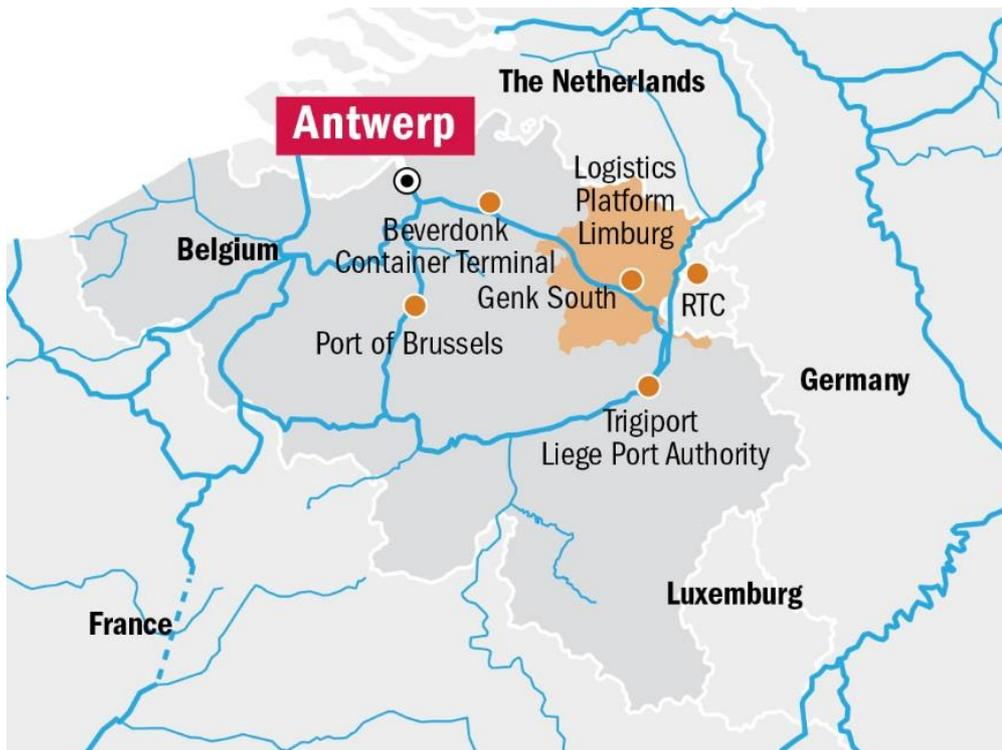 The Netherlands
Antwerp
Logistics
Platform
Limburg
Belgium
Beverdonk
Container Terminal
Genk South
RTC
Port of Brussels
Germany
Trigiport
Liege Port Authority
Luxemburg
France